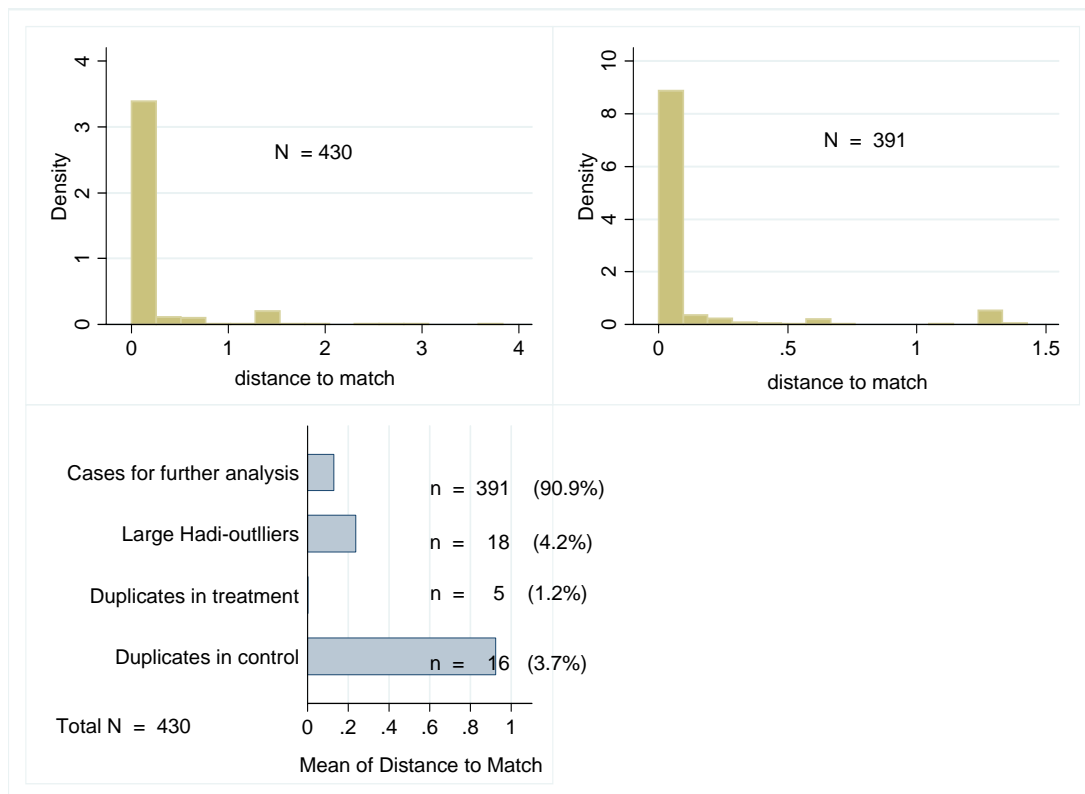 Density
4
3
2
1
0
N = 430
0 1 2 3 4
distance to match
Density
10
8
6
4
2
0
N = 391
0 .5 1 1.5
distance to match
Cases for further analysis n = 391 (90.9%)
Large Hadi-outlliers n = 18 (4.2%)
Duplicates in treatment n = 5 (1.2%)
Duplicates in control n = 16 (3.7%)
Total N = 430
0 .2 .4 .6 .8 1
Mean of Distance to Match